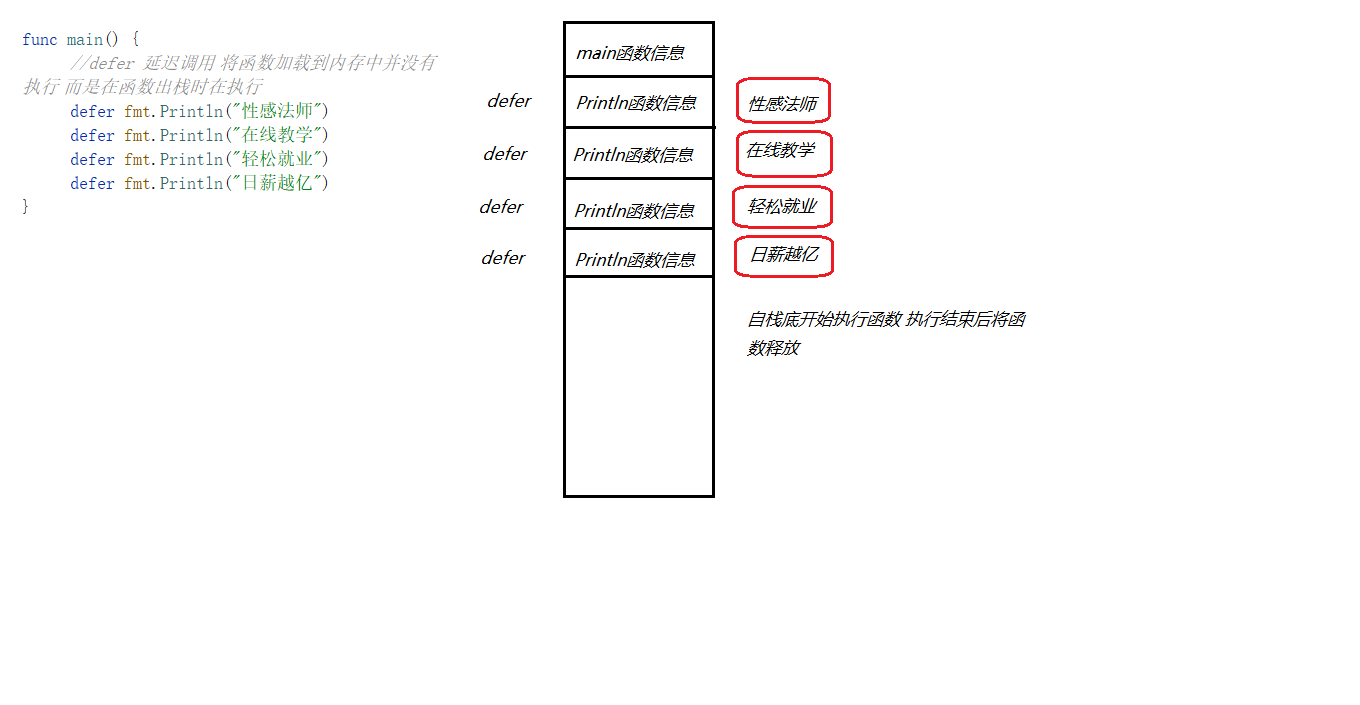 func main() {
//defer 延迟调用 将函数加载到内存中并没有
执行 而是在函数出栈时在执行
defer fmt.Println("性感法师")
defer fmt.Println("在线教学")
defer fmt.Println("轻松就业")
defer fmt.Println("日薪越亿")
}
main函数信息
defer Println函数信息 性感法师
defer Println函数信息 在线教学
defer Println函数信息 轻松就业
defer Println函数信息 日薪越亿
自栈底开始执行函数 执行结束后将函
数释放